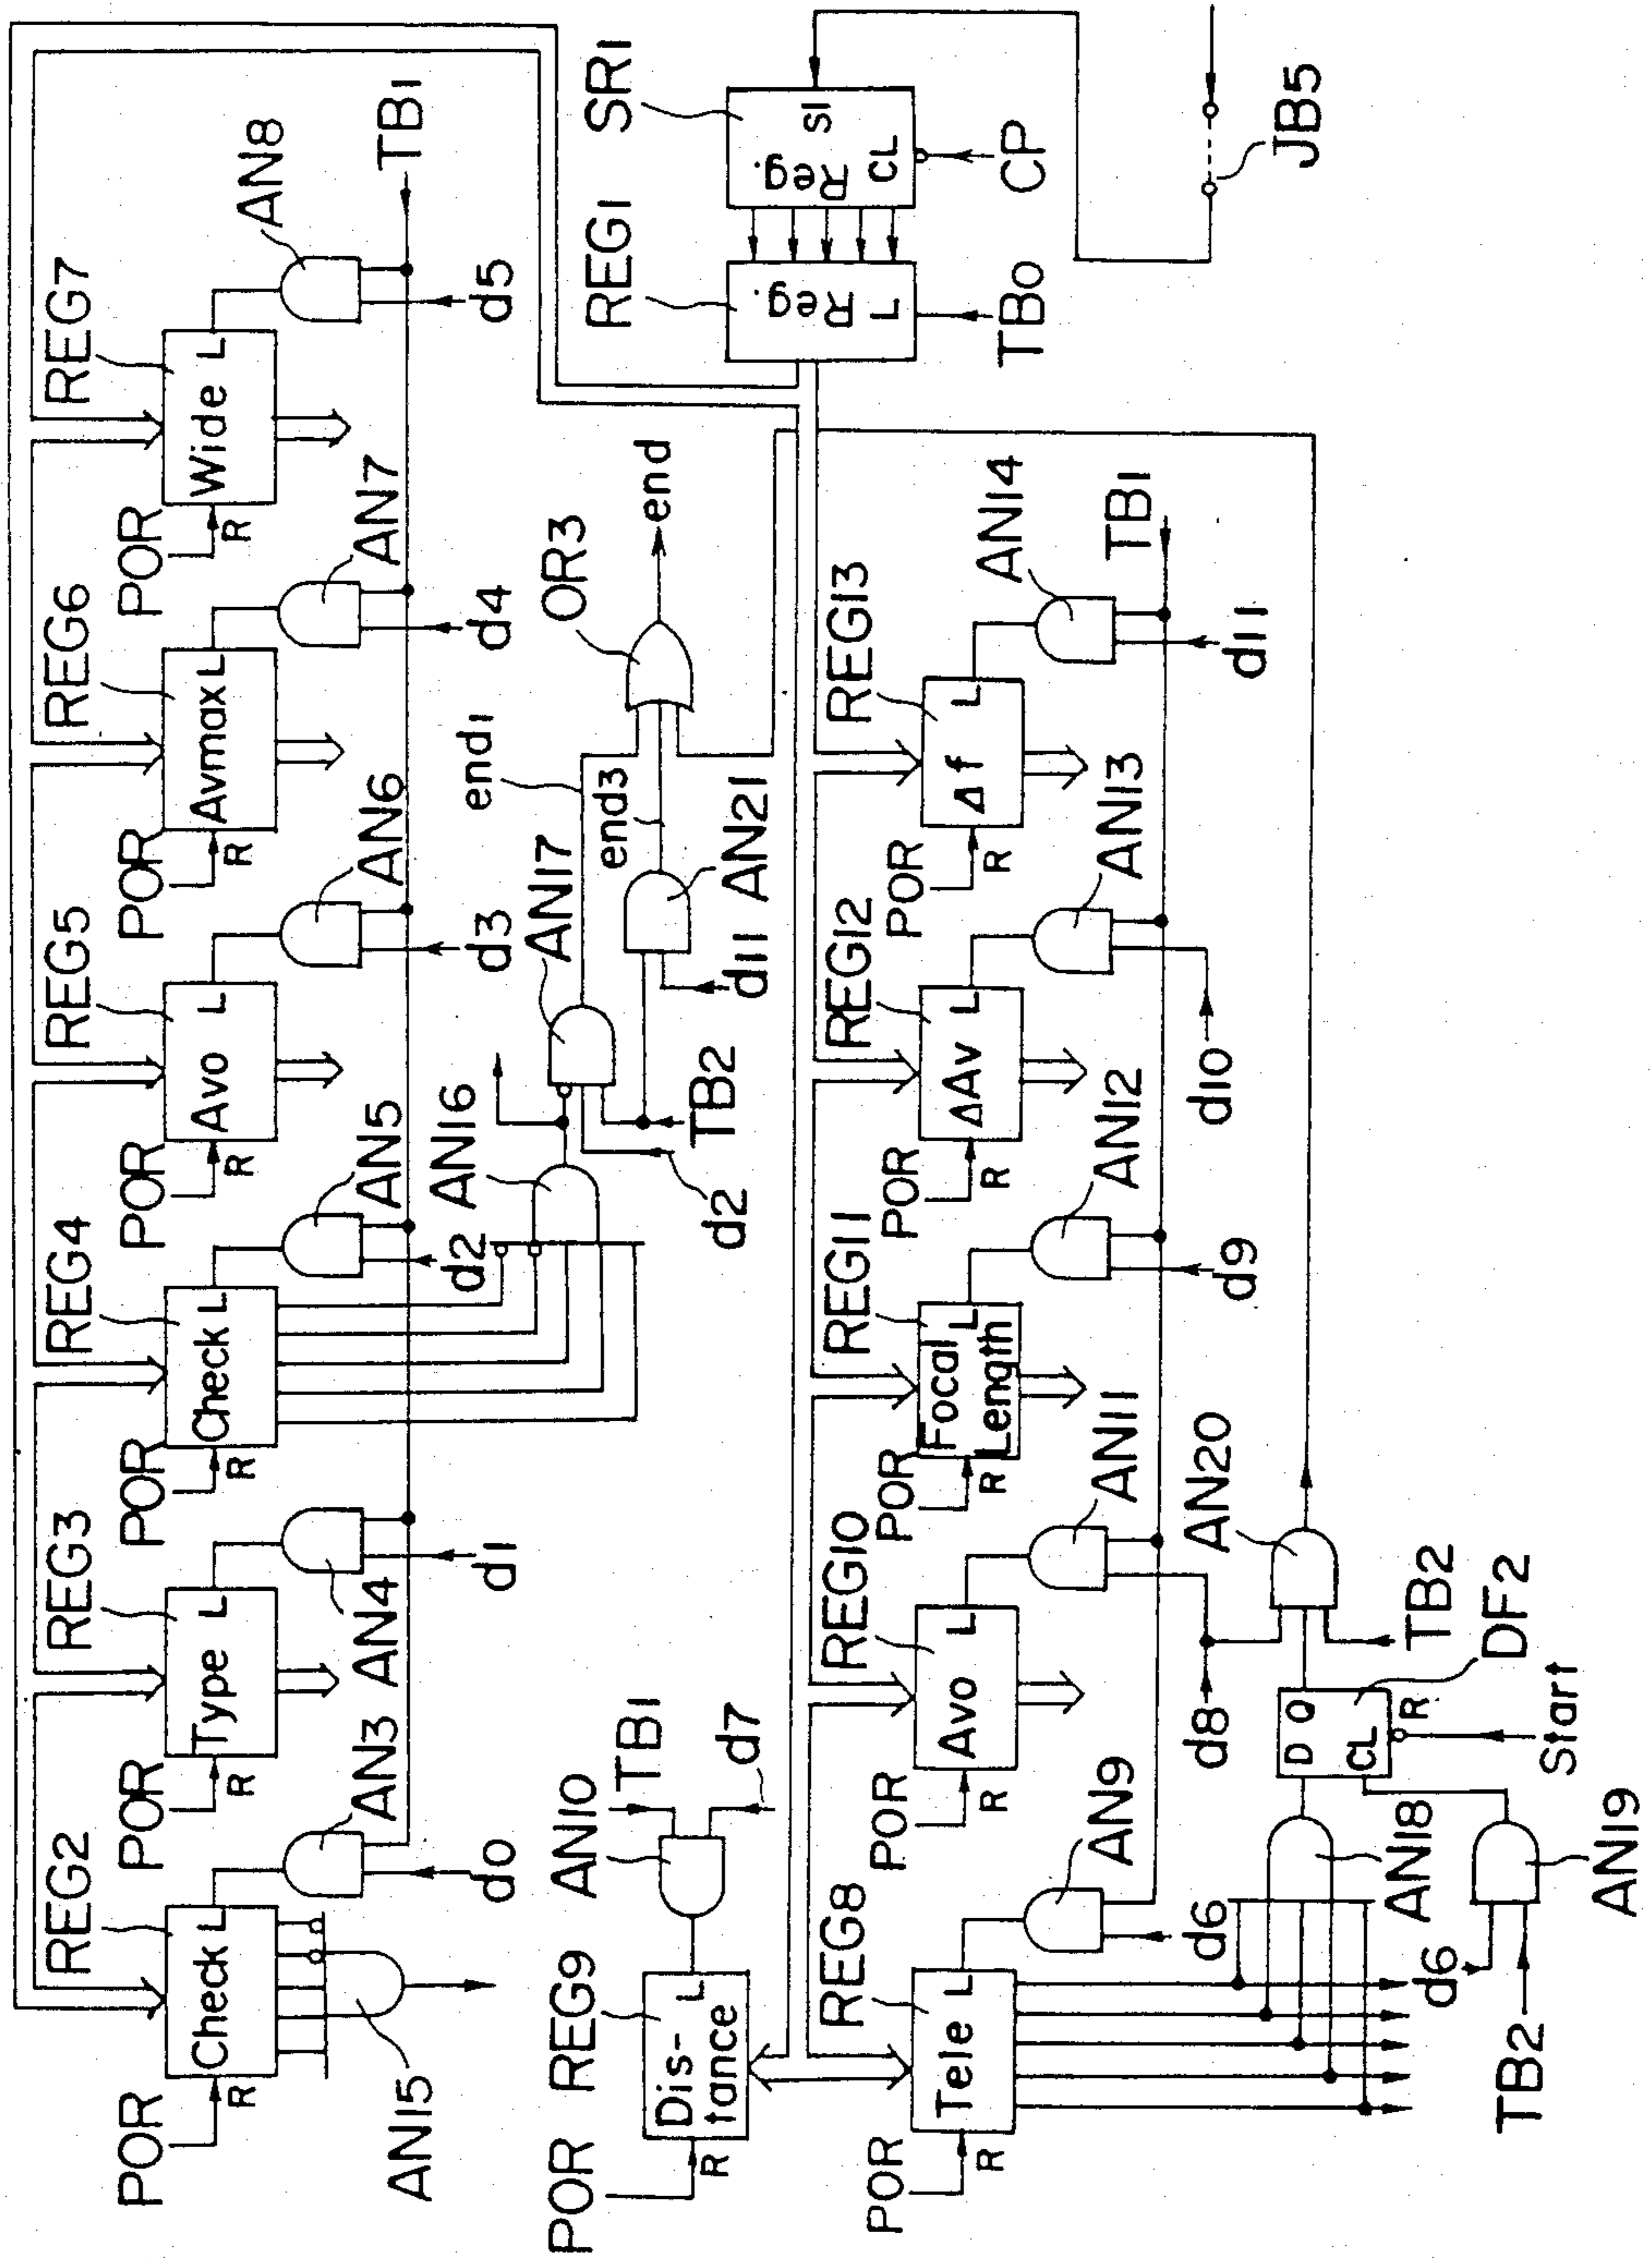 POR
REG2
Check L
R
AN15
AN3
d0
POR
REG3
Type L
R
AN4
d1
POR
REG4
Check L
R
AN5
d2
POR
REG5
Avo L
R
AN6
d3
POR
REG6
Avmax L
R
AN7
d4
POR
REG7
Wide L
R
AN8
d5
TB1
AN16
d2
TB2
AN17
end1
end3
d11
AN21
OR3
end
POR
REG9
Dis-
tance
L
R
AN10
TB1
d7
REG1
Reg.
L
TB0
SR1
SI
Reg.
CL
CP
JB5
POR
REG8
Tele L
R
AN9
d6
POR
REG10
Avo L
R
AN11
d8
POR
REG11
Focal
Length
L
R
AN12
d9
POR
REG12
ΔAv L
R
AN13
d10
POR
REG13
Δf L
R
AN14
d11
TB1
AN18
d6
TB2
AN19
D Q
CL
R
DF2
Start
TB2
AN20